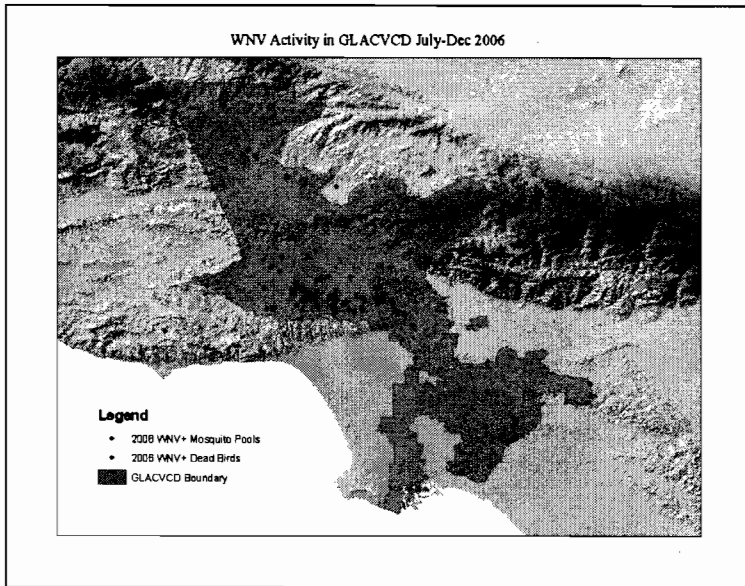 WNV Activity in GLACVCD July-Dec 2006
Legend
2006 WNV+ Mosquito Pools
2006 WNV+ Dead Birds
GLACVCD Boundary